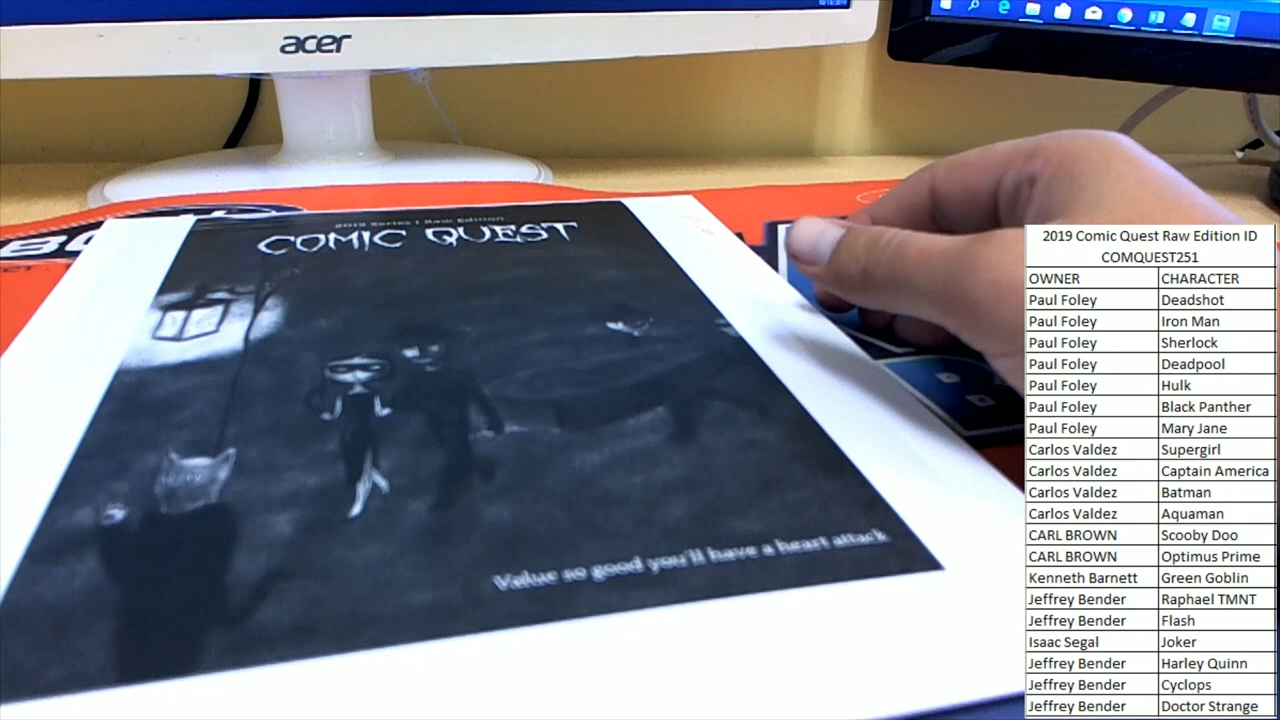 acer
2019 Series 1 Raw Edition
COMIC QUEST
Value so good you'll have a heart attack
2019 Comic Quest Raw Edition ID
COMQUEST251
OWNER CHARACTER
Paul Foley Deadshot
Paul Foley Iron Man
Paul Foley Sherlock
Paul Foley Deadpool
Paul Foley Hulk
Paul Foley Black Panther
Paul Foley Mary Jane
Carlos Valdez Supergirl
Carlos Valdez Captain America
Carlos Valdez Batman
Carlos Valdez Aquaman
CARL BROWN Scooby Doo
CARL BROWN Optimus Prime
Kenneth Barnett Green Goblin
Jeffrey Bender Raphael TMNT
Jeffrey Bender Flash
Isaac Segal Joker
Jeffrey Bender Harley Quinn
Jeffrey Bender Cyclops
Jeffrey Bender Doctor Strange